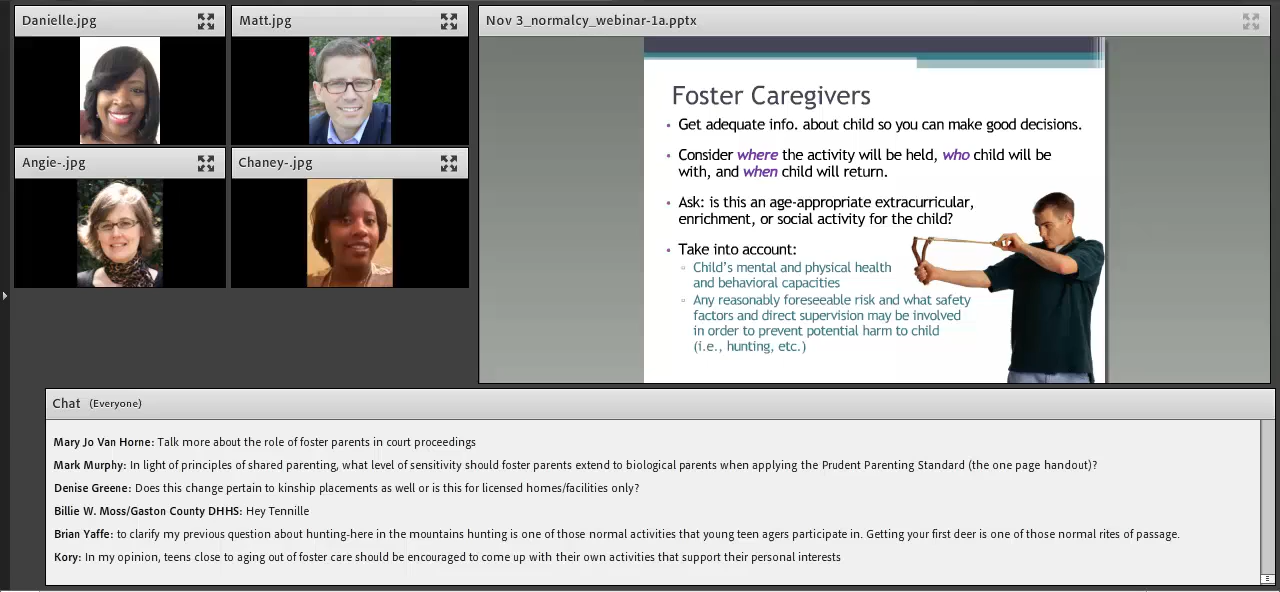 Danielle.jpg
Matt.jpg
Nov 3_normalcy_webinar-1a.pptx
Angie-.jpg
Chaney-.jpg
Foster Caregivers
• Get adequate info. about child so you can make good decisions.
• Consider where the activity will be held, who child will be
with, and when child will return.
• Ask: is this an age-appropriate extracurricular,
enrichment, or social activity for the child?
• Take into account:
▫ Child's mental and physical health
and behavioral capacities
▫ Any reasonably foreseeable risk and what safety
factors and direct supervision may be involved
in order to prevent potential harm to child
(i.e., hunting, etc.)
Chat (Everyone)
Mary Jo Van Horne: Talk more about the role of foster parents in court proceedings
Mark Murphy: In light of principles of shared parenting, what level of sensitivity should foster parents extend to biological parents when applying the Prudent Parenting Standard (the one page handout)?
Denise Greene: Does this change pertain to kinship placements as well or is this for licensed homes/facilities only?
Billie W. Moss/Gaston County DHHS: Hey Tennille
Brian Yaffe: to clarify my previous question about hunting-here in the mountains hunting is one of those normal activities that young teen agers participate in. Getting your first deer is one of those normal rites of passage.
Kory: In my opinion, teens close to aging out of foster care should be encouraged to come up with their own activities that support their personal interests